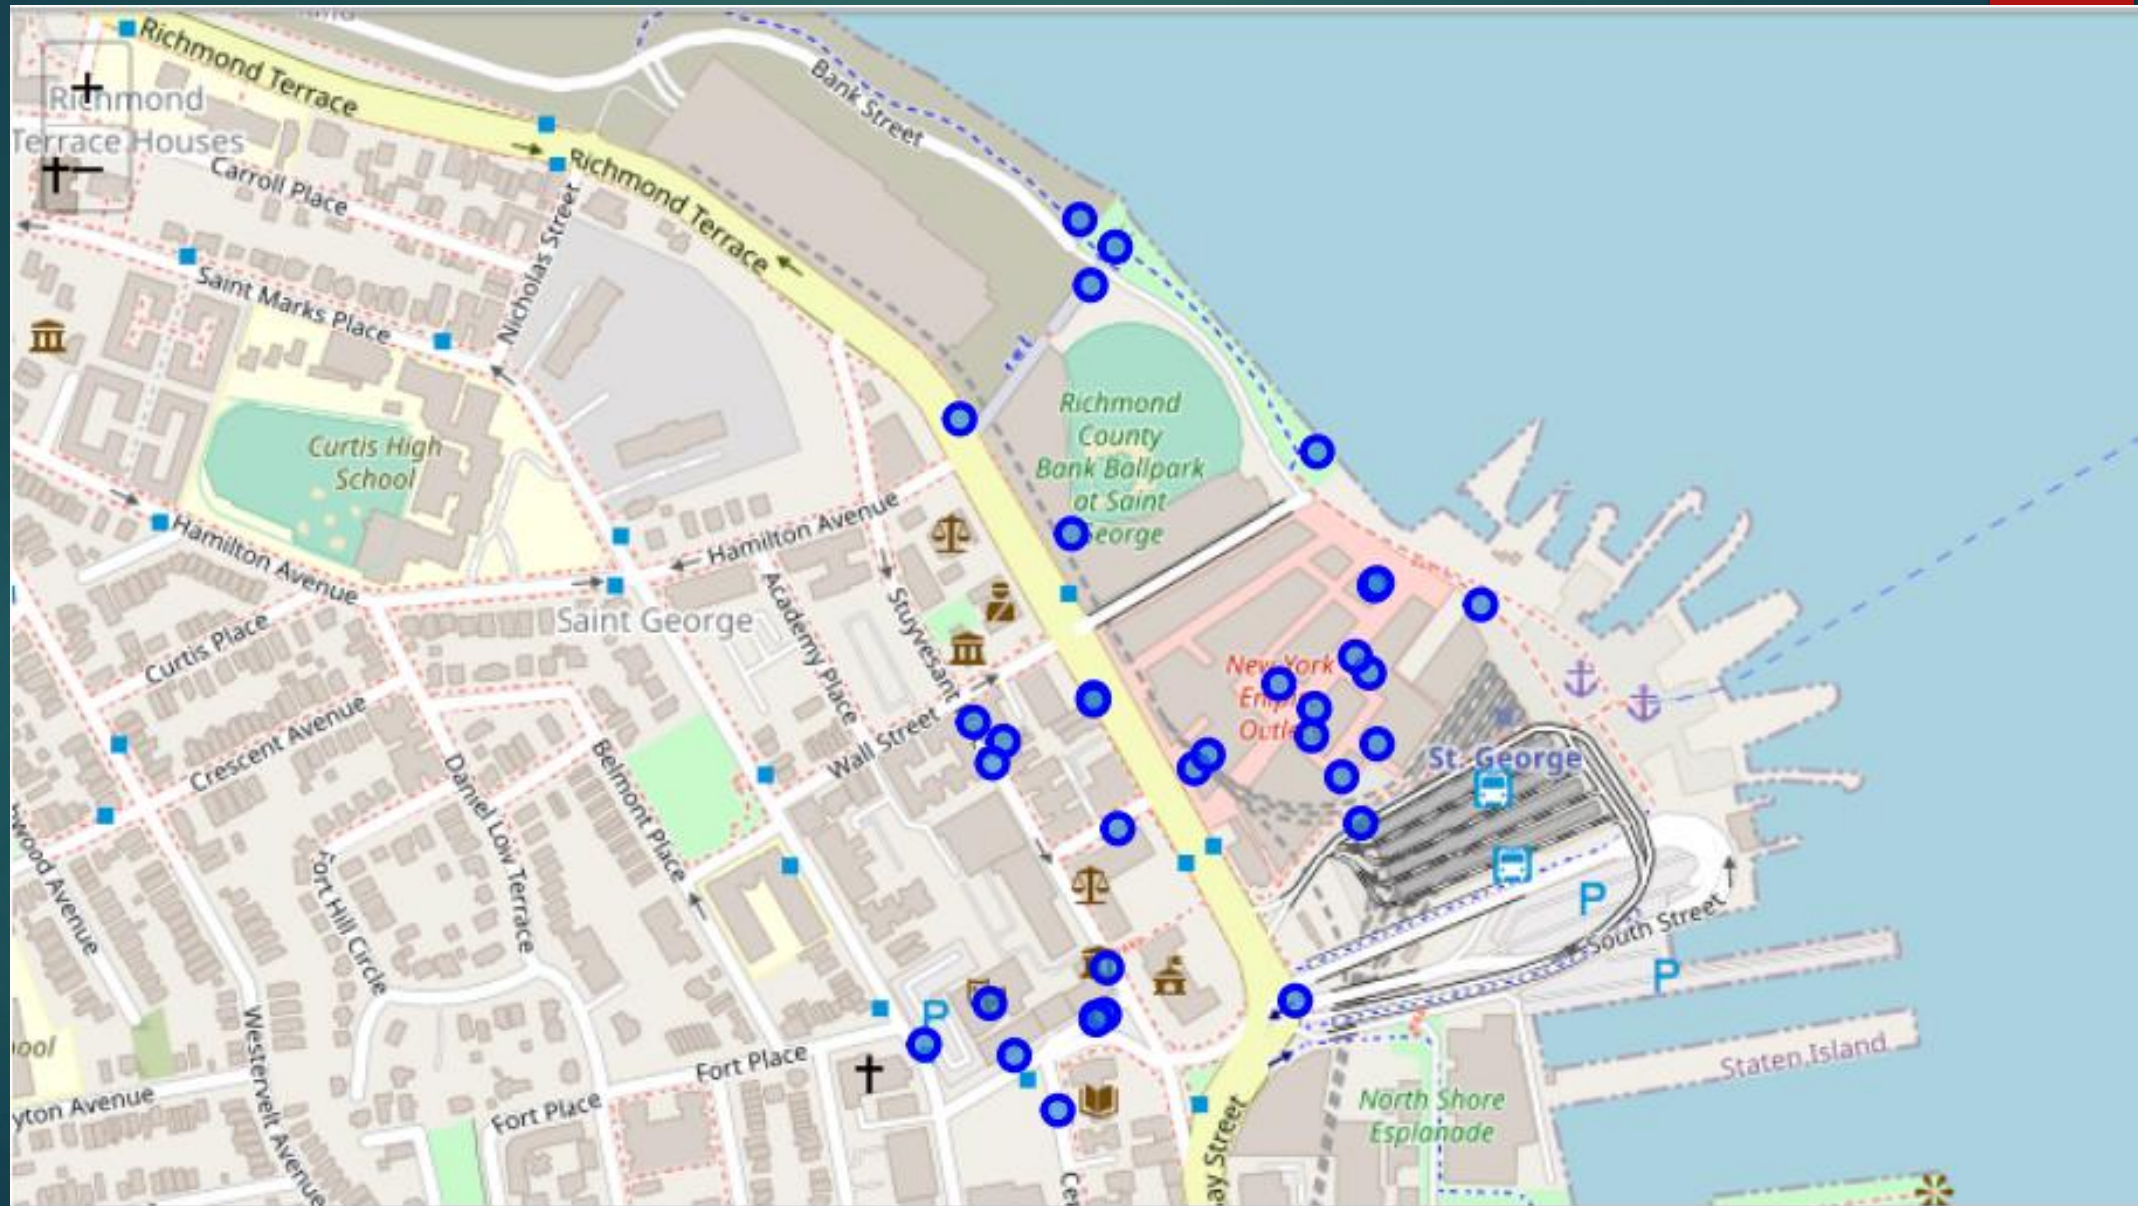 Richmond Terrace
Bank Street
Richmond
Terrace Houses
Richmond Terrace
Carroll Place
Nicholas Street
Saint Marks Place
Richmond
County
Bank Ballpark
at Saint
George
Curtis High
School
Hamilton Avenue
Hamilton Avenue
Saint George
Academy Place
Stuyvesant
Curtis Place
New York
Crescent Avenue
Wall Street
Belmont Place
Daniel Low Terrace
St. George
P
South Street
P
P
Fort Hill Circle
Westervelt Avenue
Fort Place
Fort Place
Staten Island
North Shore
Esplanade